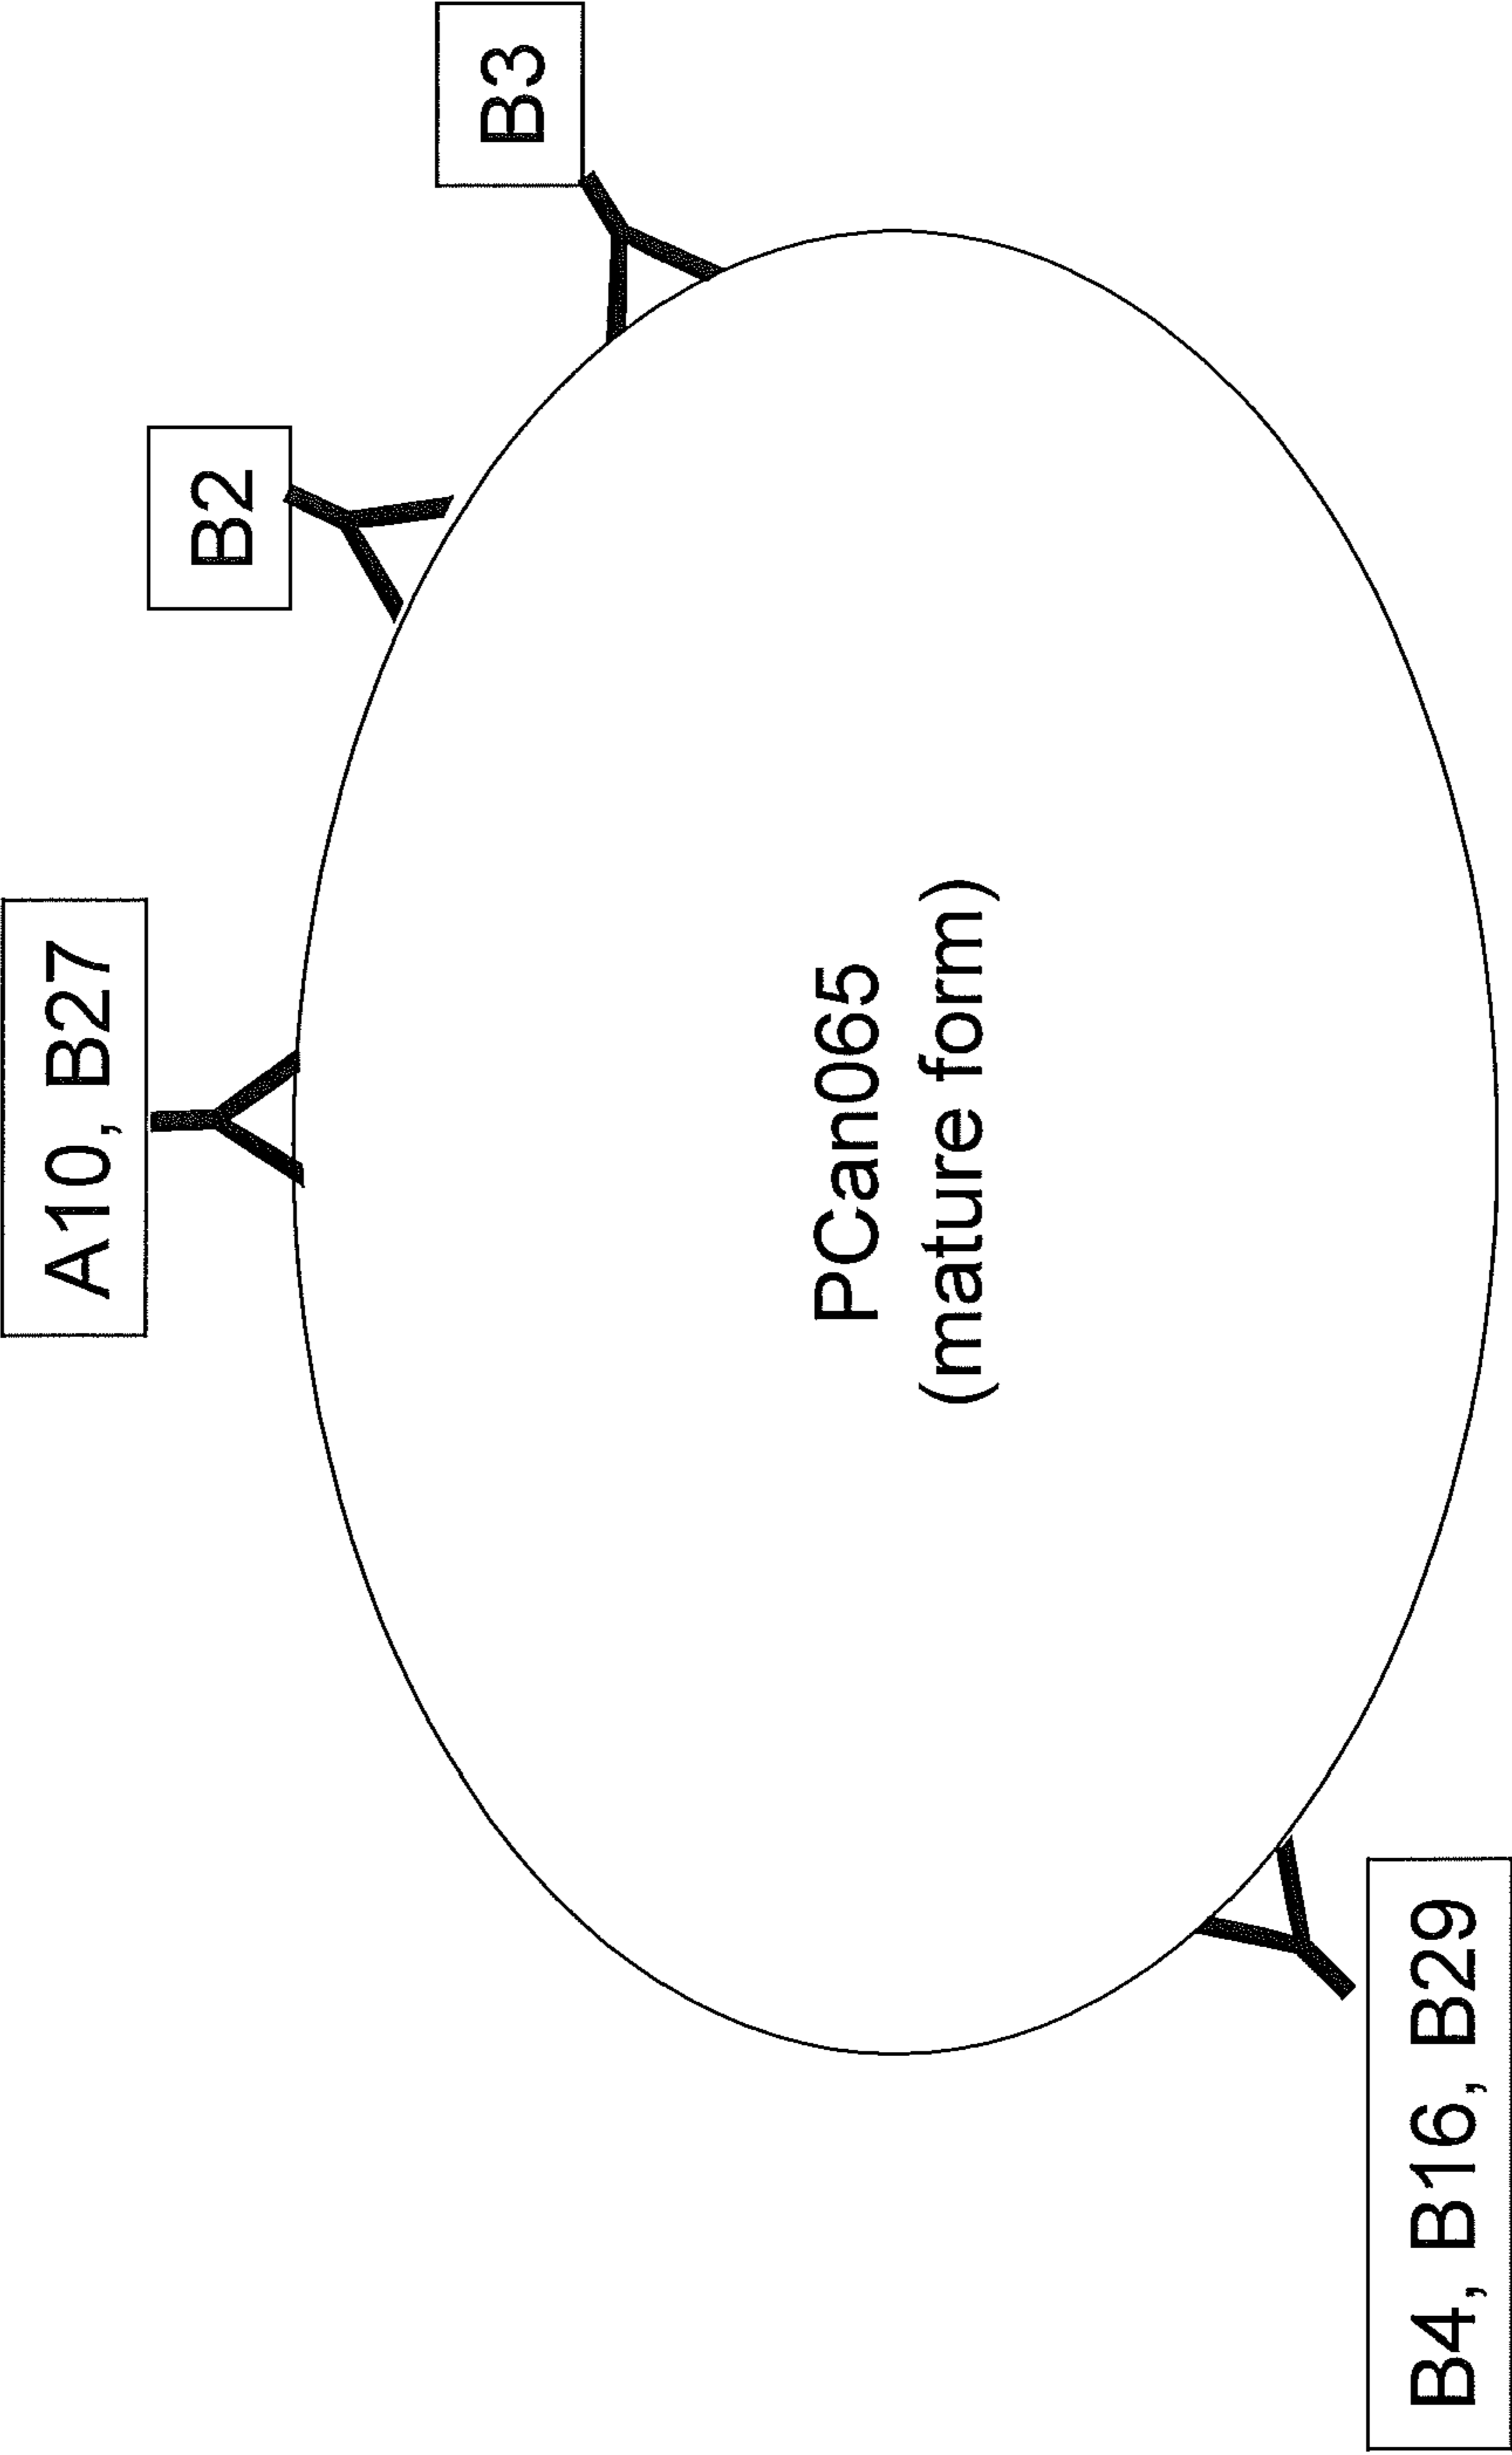 A10, B27
B2
B3
PCan065
(mature form)
B4, B16, B29